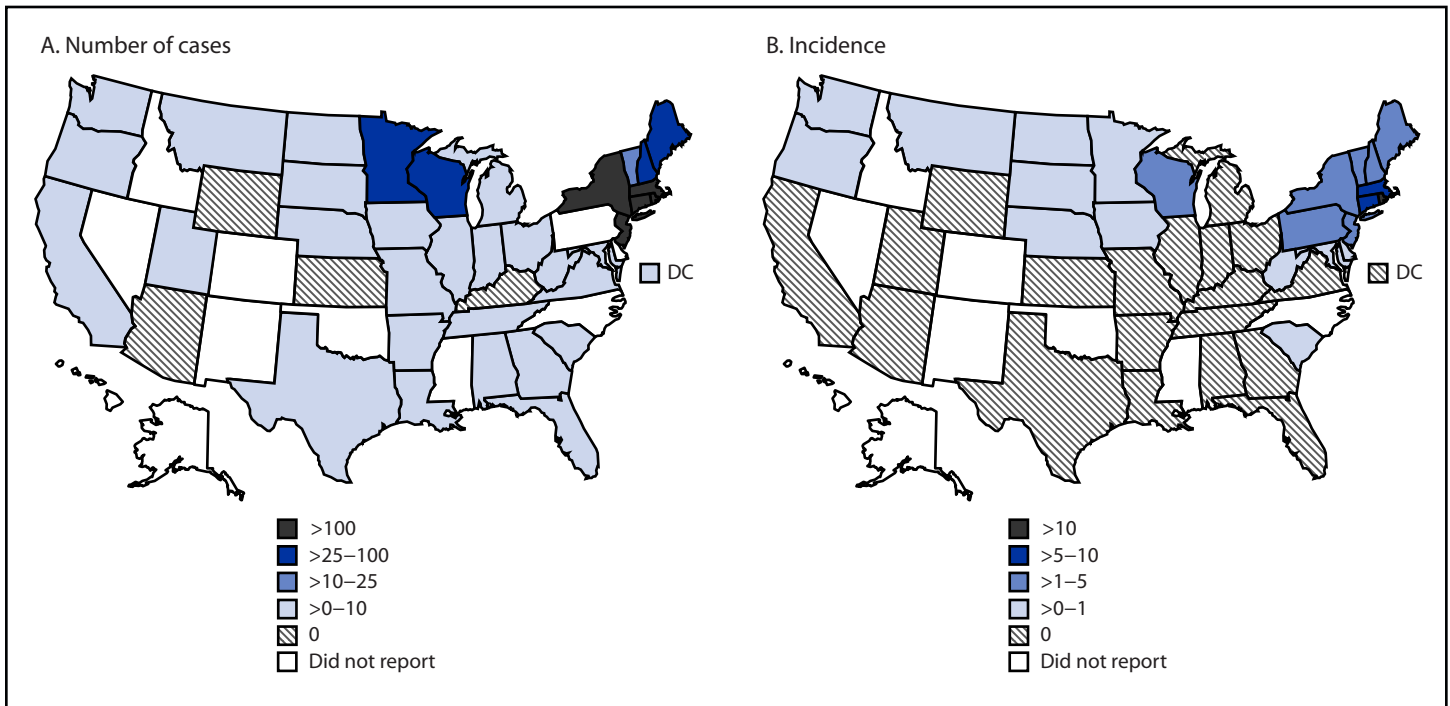 A. Number of cases
DC
>100
>25–100
>10–25
>0–10
0
Did not report
B. Incidence
DC
>10
>5–10
>1–5
>0–1
0
Did not report